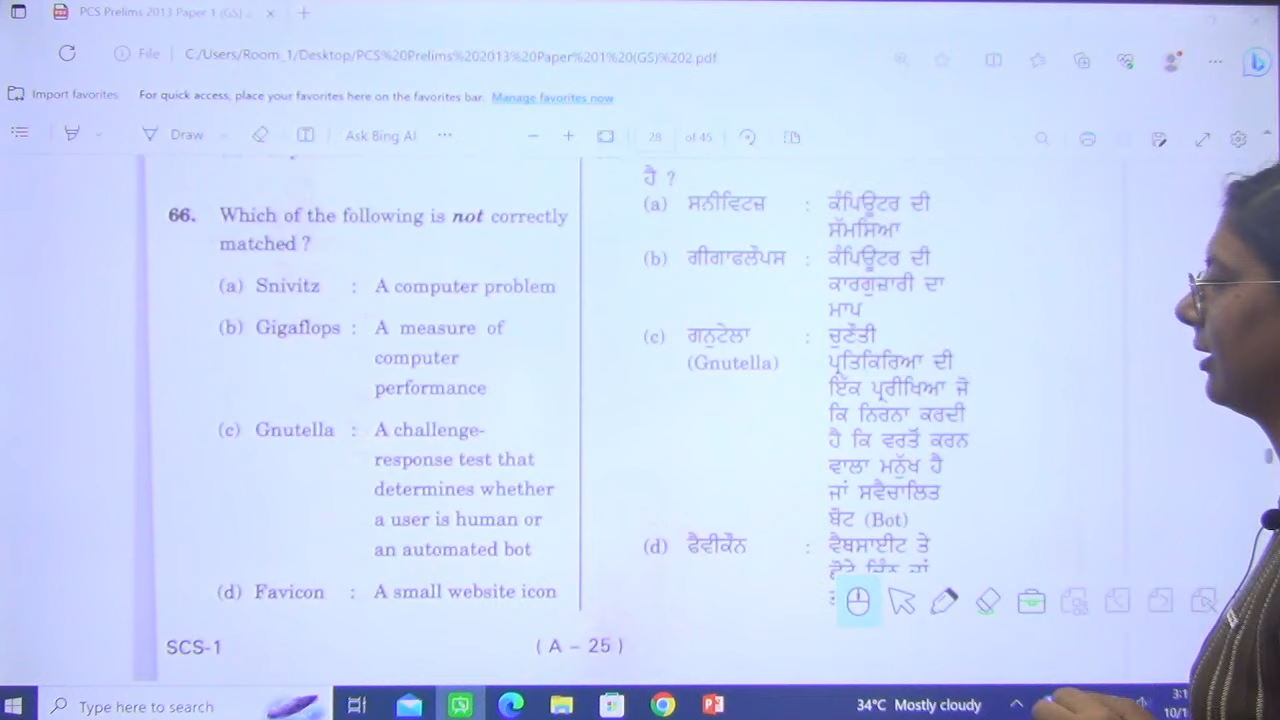 PCS Prelims 2013 Paper 1 (GS)
File
C:/Users/Room_1/Desktop/PCS%20Prelims%202013%20Paper%201%20(GS)%202.pdf
Import favorites
For quick access, place your favorites here on the favorites bar. Manage favorites now
Draw
Ask Bing AI
28 of 45
66. Which of the following is not correctly
matched ?
(a) Snivitz : A computer problem
(b) Gigaflops : A measure of
computer
performance
(c) Gnutella : A challenge-
response test that
determines whether
a user is human or
an automated bot
(d) Favicon : A small website icon
ਹੈ ?
(a) ਸਨੀਵਿਟਜ਼ : ਕੰਪਿਊਟਰ ਦੀ
ਸੱਮਸਿਆ
(b) ਗੀਗਾਫਲੌਪਸ : ਕੰਪਿਊਟਰ ਦੀ
ਕਾਰਗੁਜ਼ਾਰੀ ਦਾ
ਮਾਪ
(c) ਗਨੁਟੇਲਾ : ਚੁਣੌਤੀ
(Gnutella) ਪ੍ਰਤਿਕਿਰਿਆ ਦੀ
ਇੱਕ ਪ੍ਰੀਖਿਆ ਜੋ
ਕਿ ਨਿਰਨਾ ਕਰਦੀ
ਹੈ ਕਿ ਵਰਤੋਂ ਕਰਨ
ਵਾਲਾ ਮਨੁੱਖ ਹੈ
ਜਾਂ ਸਵੈਚਾਲਿਤ
ਬੌਟ (Bot)
(d) ਫੈਵੀਕੌਨ : ਵੈਬਸਾਈਟ ਤੇ
SCS-1
( A – 25 )
Type here to search
34°C Mostly cloudy